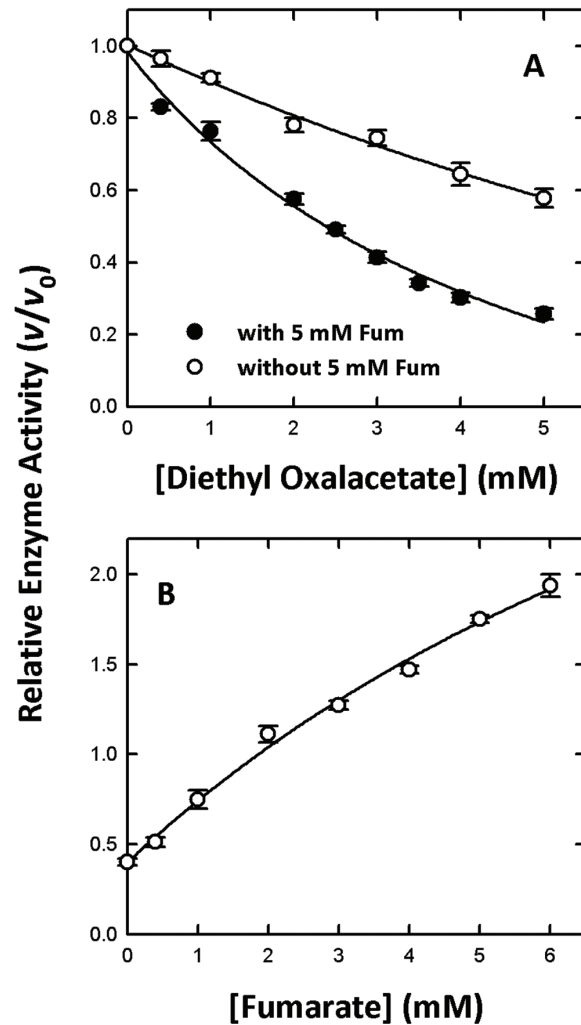 Relative Enzyme Activity (v/v0)
A
1.0
0.8
0.6
0.4
0.2
0.0
with 5 mM Fum
without 5 mM Fum
0 1 2 3 4 5
[Diethyl Oxalacetate] (mM)
B
2.0
1.5
1.0
0.5
0.0
0 1 2 3 4 5 6
[Fumarate] (mM)